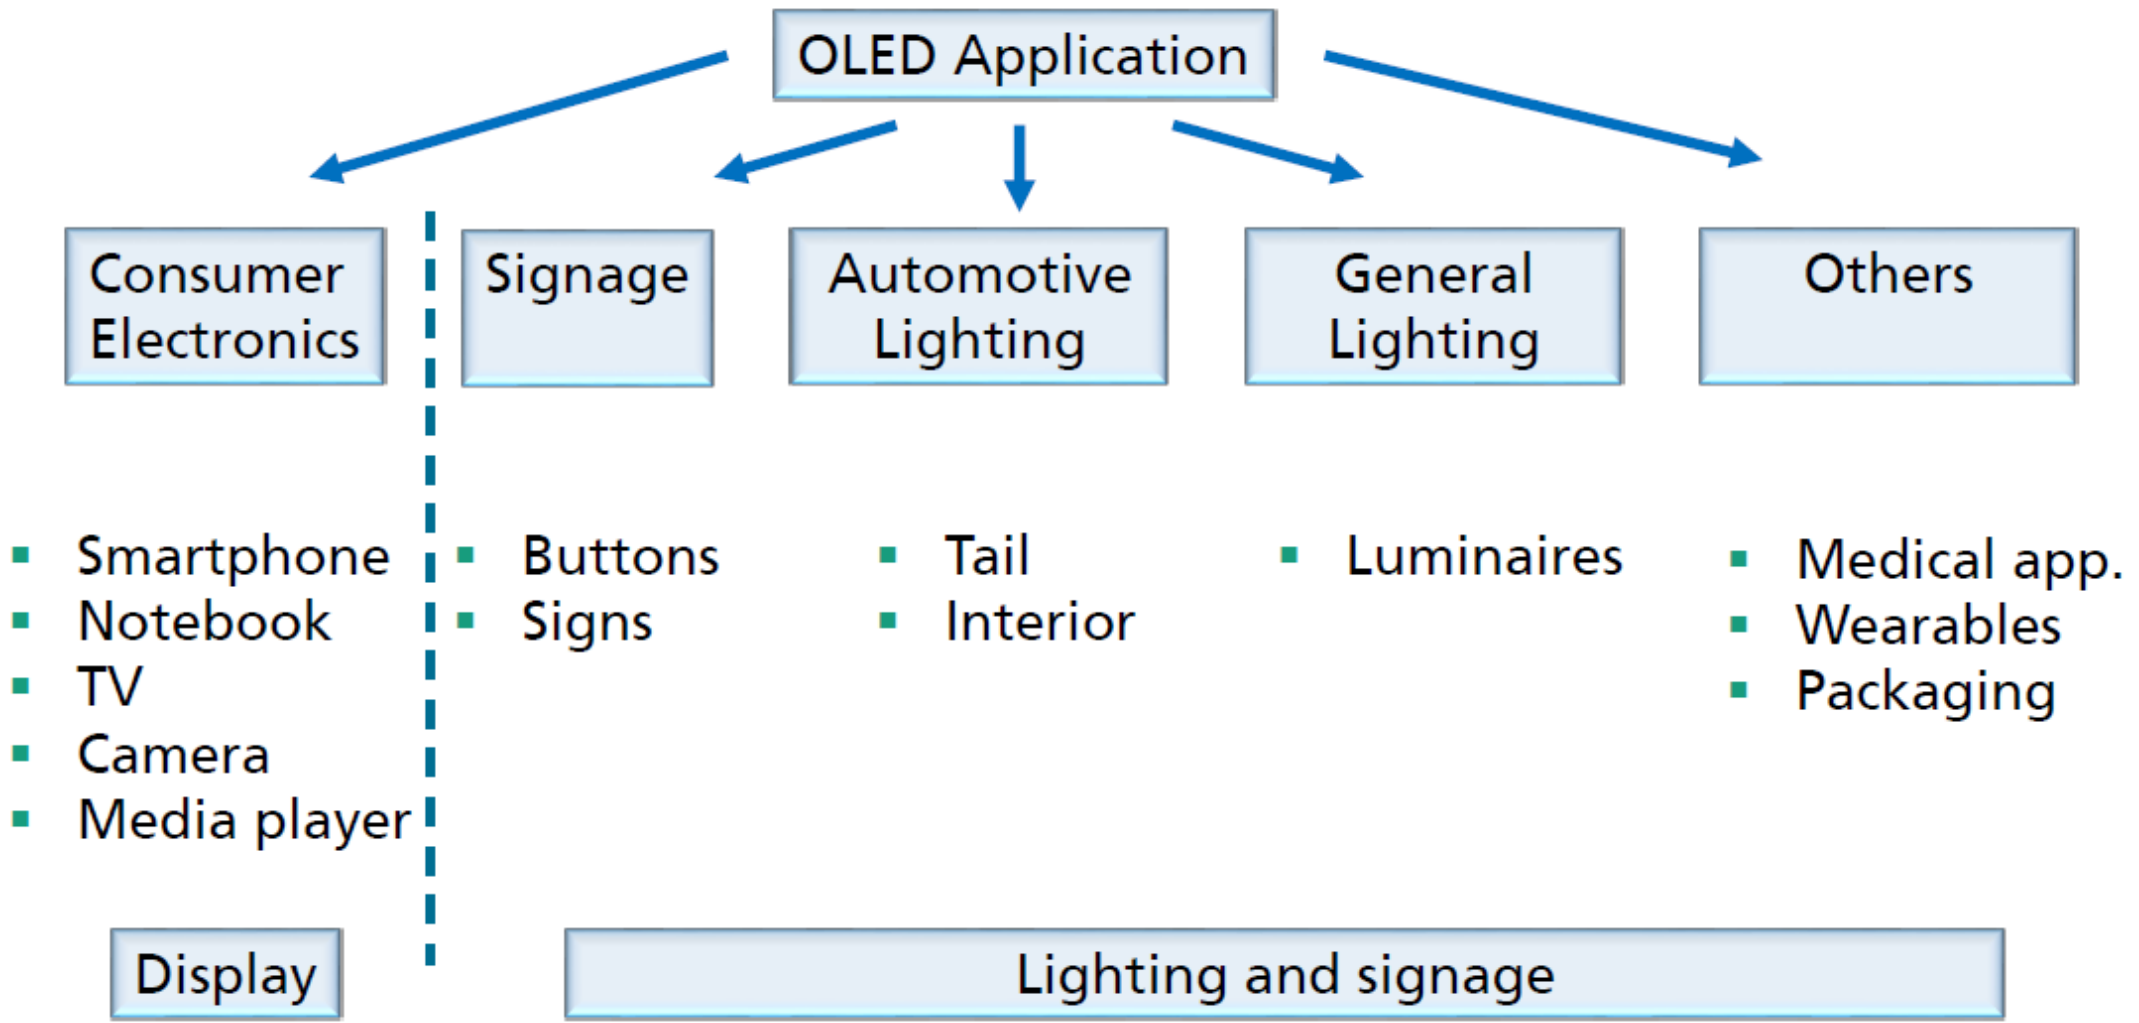 OLED Application
Consumer
Electronics
Signage
Automotive
Lighting
General
Lighting
Others
Smartphone
Notebook
TV
Camera
Media player
Buttons
Signs
Tail
Interior
Luminaires
Medical app.
Wearables
Packaging
Display
Lighting and signage